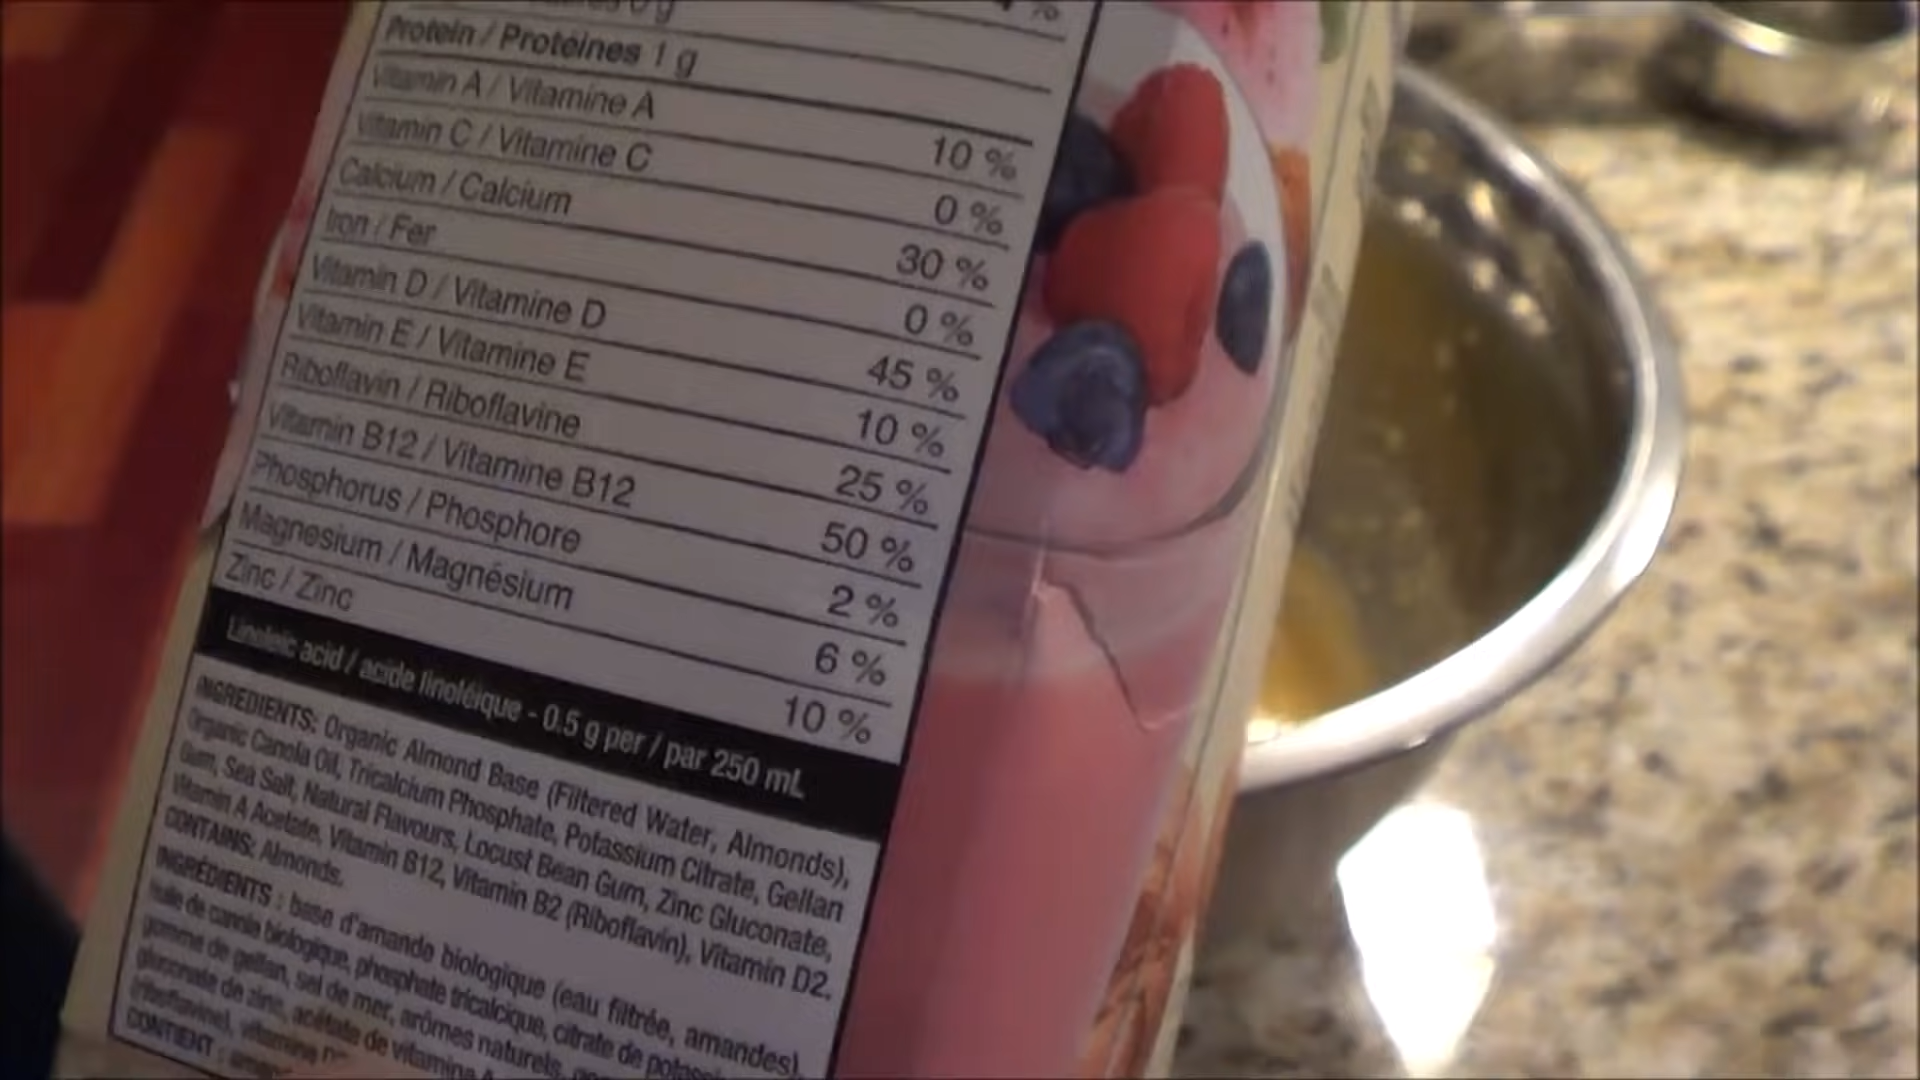 0 g
%
Protein / Protéines 1 g
Vitamin A / Vitamine A 10 %
Vitamin C / Vitamine C 0 %
Calcium / Calcium 30 %
Iron / Fer 0 %
Vitamin D / Vitamine D 45 %
Vitamin E / Vitamine E 10 %
Riboflavin / Riboflavine 25 %
Vitamin B12 / Vitamine B12 50 %
Phosphorus / Phosphore 2 %
Magnesium / Magnésium 6 %
Zinc / Zinc 10 %
Linoleic acid / acide linoléique - 0.5 g per / par 250 mL
INGREDIENTS: Organic Almond Base (Filtered Water, Almonds),
Organic Canola Oil, Tricalcium Phosphate, Potassium Citrate, Gellan
Gum, Sea Salt, Natural Flavours, Locust Bean Gum, Zinc Gluconate,
Vitamin A Acetate, Vitamin B12, Vitamin B2 (Riboflavin), Vitamin D2.
CONTAINS: Almonds.
INGRÉDIENTS : base d'amande biologique (eau filtrée, amandes),
huile de canola biologique, phosphate tricalcique, citrate de
gomme de gellan, sel de mer, arômes naturels,
gluconate de zinc, acétate de vitamine
(riboflavine), vitamine
CONTIENT :